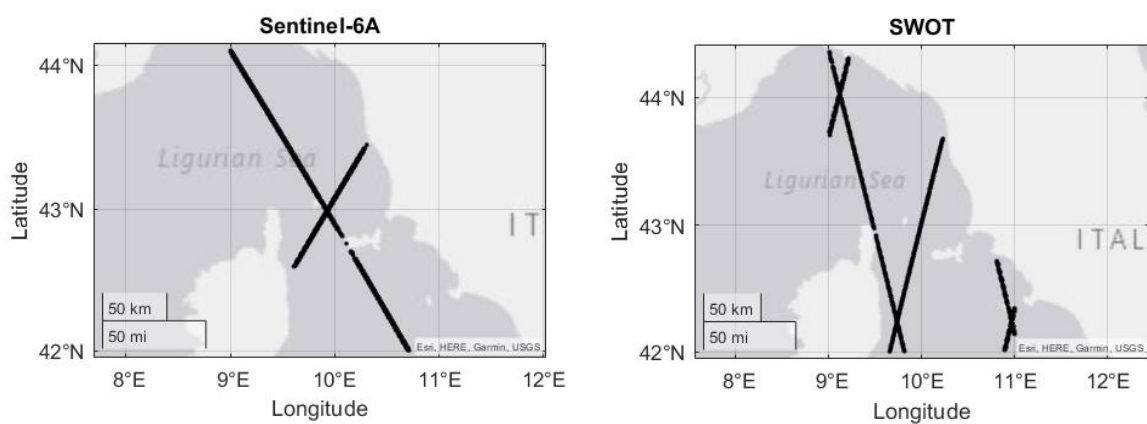 Sentinel-6A
44°N
43°N
42°N
Latitude
Ligurian Sea
IT
50 km
50 mi
Esri, HERE, Garmin, USGS
8°E 9°E 10°E 11°E 12°E
Longitude
SWOT
44°N
43°N
42°N
Latitude
Ligurian Sea
ITAL
50 km
50 mi
Esri, HERE, Garmin, USGS
8°E 9°E 10°E 11°E 12°E
Longitude